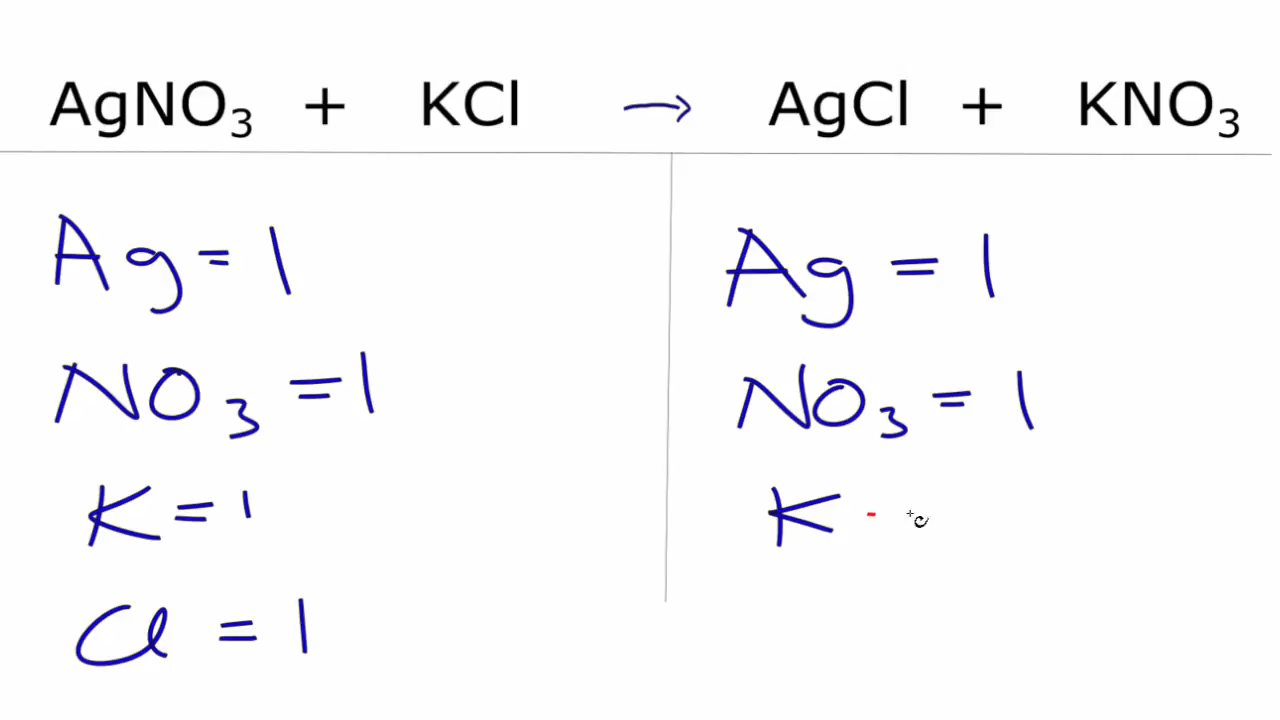 AgNO₃ + KCl → AgCl + KNO₃
Ag = 1
NO₃ = 1
K = 1
Cl = 1
Ag = 1
NO₃ = 1
K -